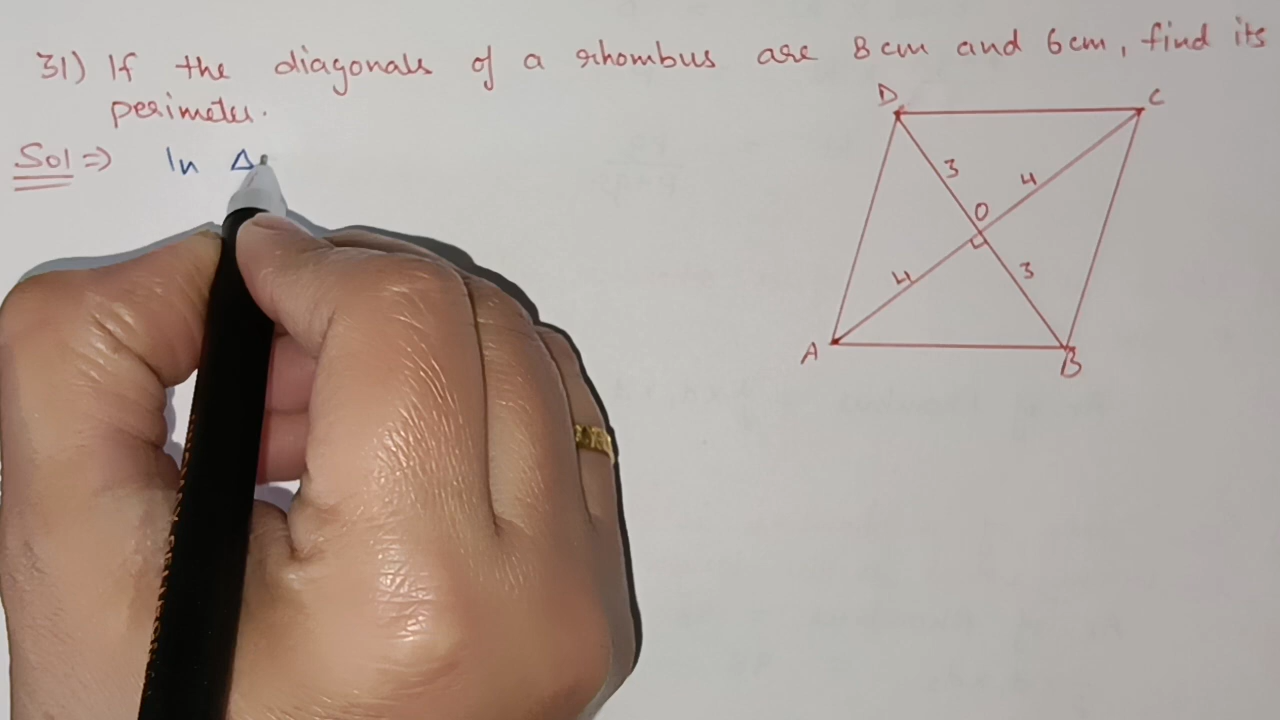 31) If the diagonals of a rhombus are 8 cm and 6 cm, find its
perimeter.
Sol => In Δ
D
C
3
4
O
4
3
A
B